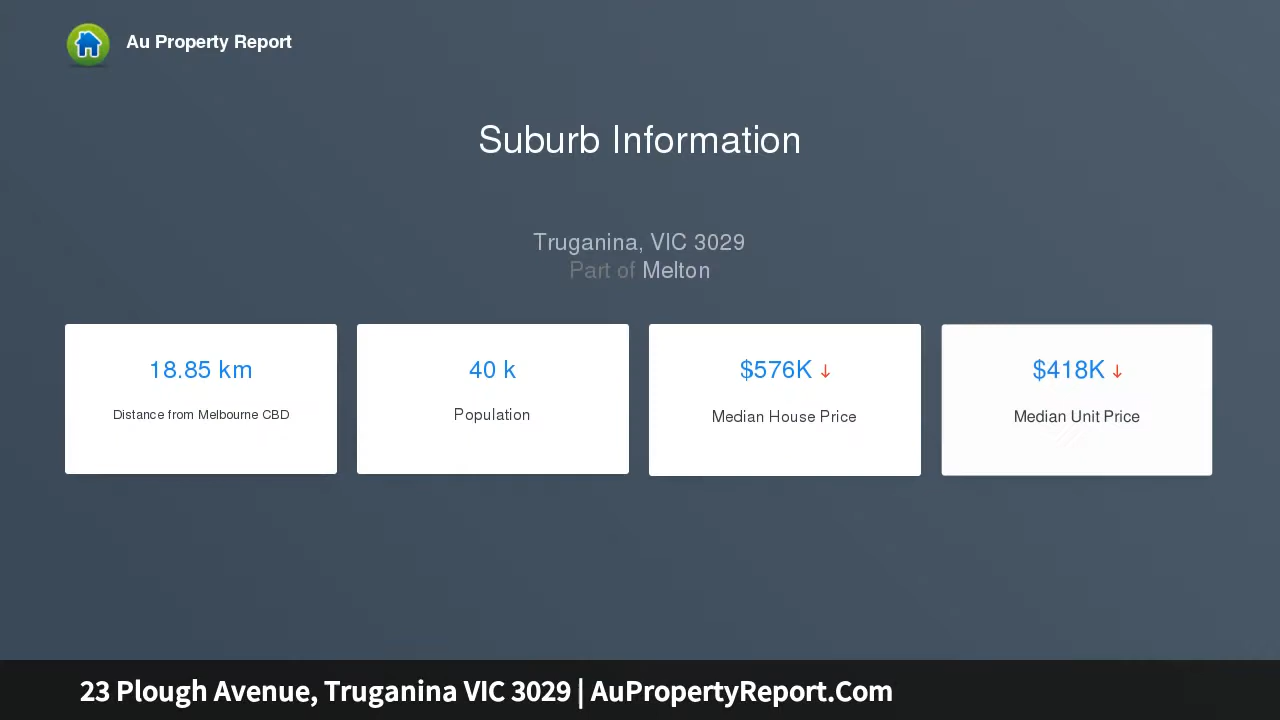 Au Property Report
Suburb Information
Truganina, VIC 3029
Part of Melton
18.85 km
Distance from Melbourne CBD
40 k
Population
$576K ↓
Median House Price
$418K ↓
Median Unit Price
23 Plough Avenue, Truganina VIC 3029 | AuPropertyReport.Com